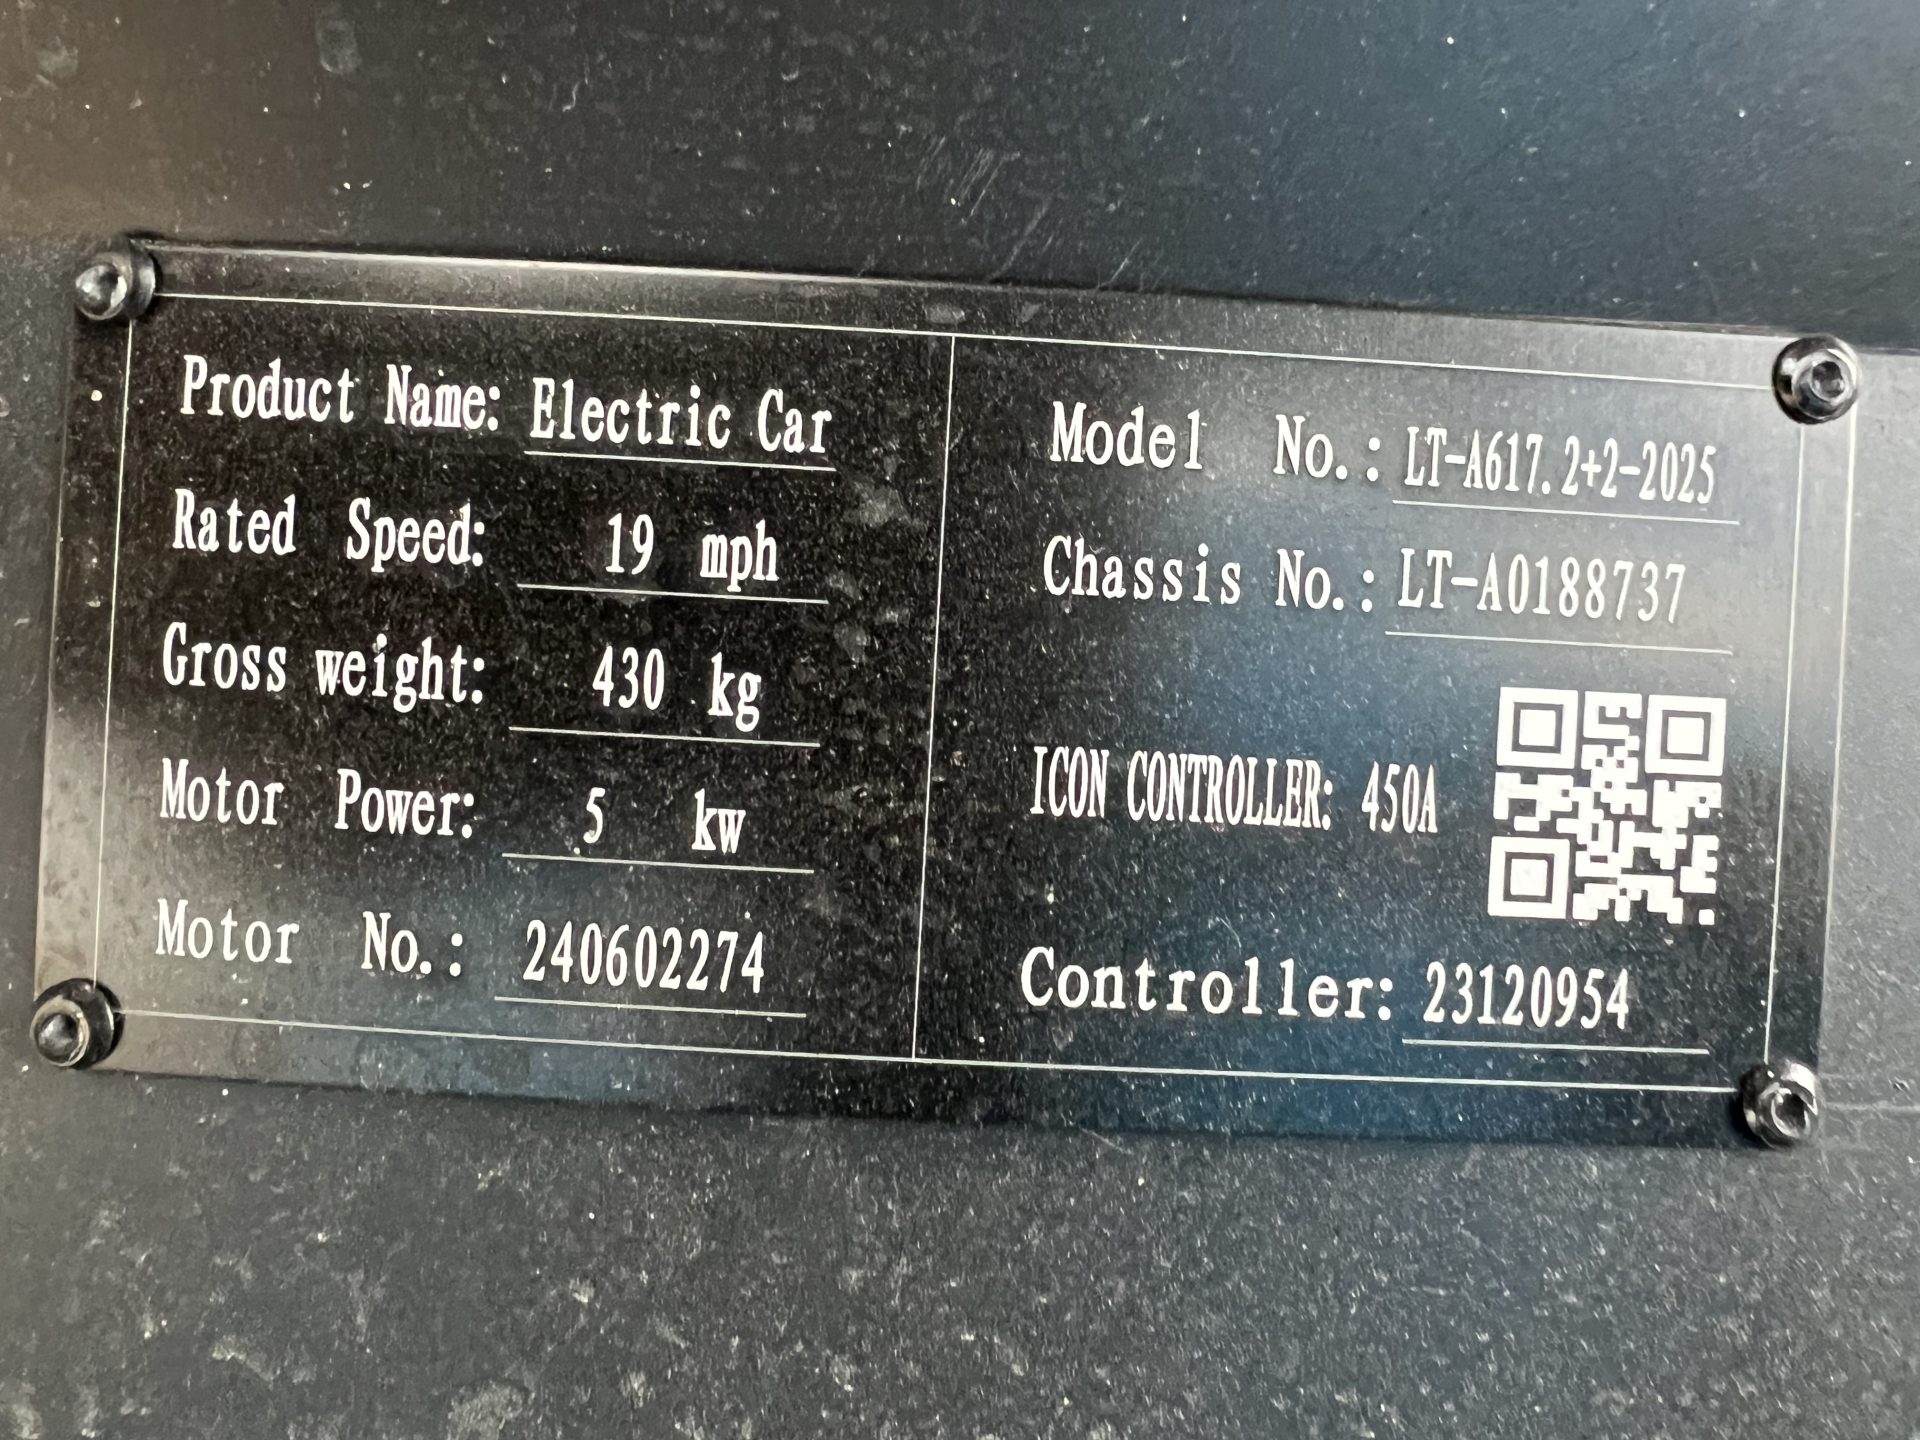 Product Name: Electric Car
Rated Speed: 19 mph
Gross weight: 430 kg
Motor Power: 5 kw
Motor No.: 240602274
Model No.: LT-A617.2+2-2025
Chassis No.: LT-A0188737
ICON CONTROLLER: 450A
Controller: 23120954